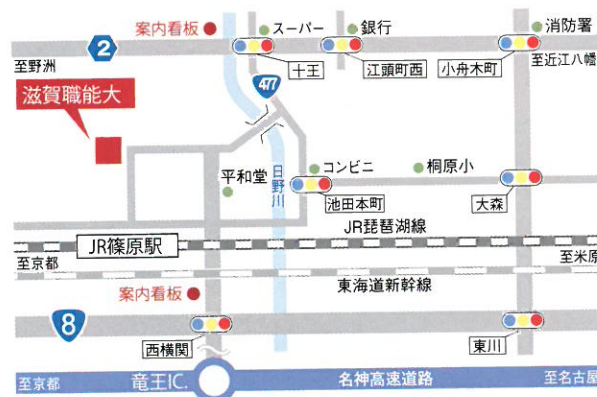 案内看板
スーパー
銀行
消防署
至野洲
2
十王
江頭町西
小舟木町
至近江八幡
滋賀職能大
477
平和堂
日野川
コンビニ
桐原小
池田本町
大森
JR琵琶湖線
JR篠原駅
至京都
至米原
東海道新幹線
案内看板
8
西横関
東川
至京都
竜王IC.
名神高速道路
至名古屋